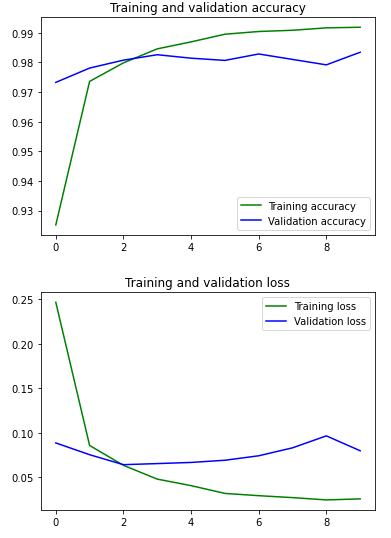 Training and validation accuracy
0.99
0.98
0.97
0.96
0.95
0.94
0.93
Training accuracy
Validation accuracy
0 2 4 6 8
Training and validation loss
0.25
0.20
0.15
0.10
0.05
Training loss
Validation loss
0 2 4 6 8